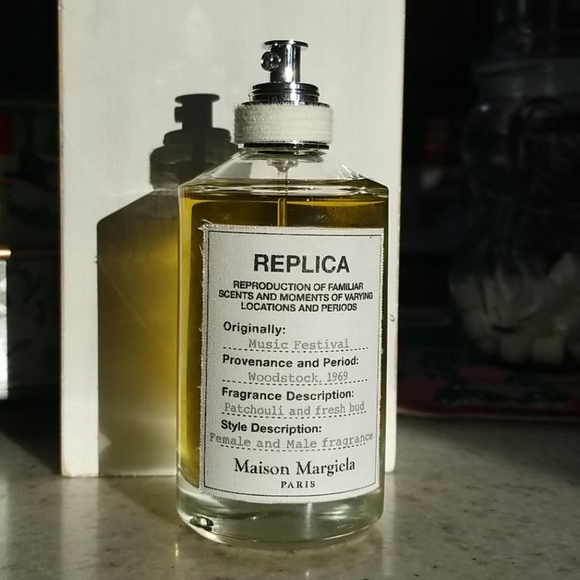 REPLICA
REPRODUCTION OF FAMILIAR
SCENTS AND MOMENTS OF VARYING
LOCATIONS AND PERIODS
Originally:
Music Festival
Provenance and Period:
Woodstock, 1969
Fragrance Description:
Patchouli and fresh bud
Style Description:
Female and Male fragrance
Maison Margiela
PARIS